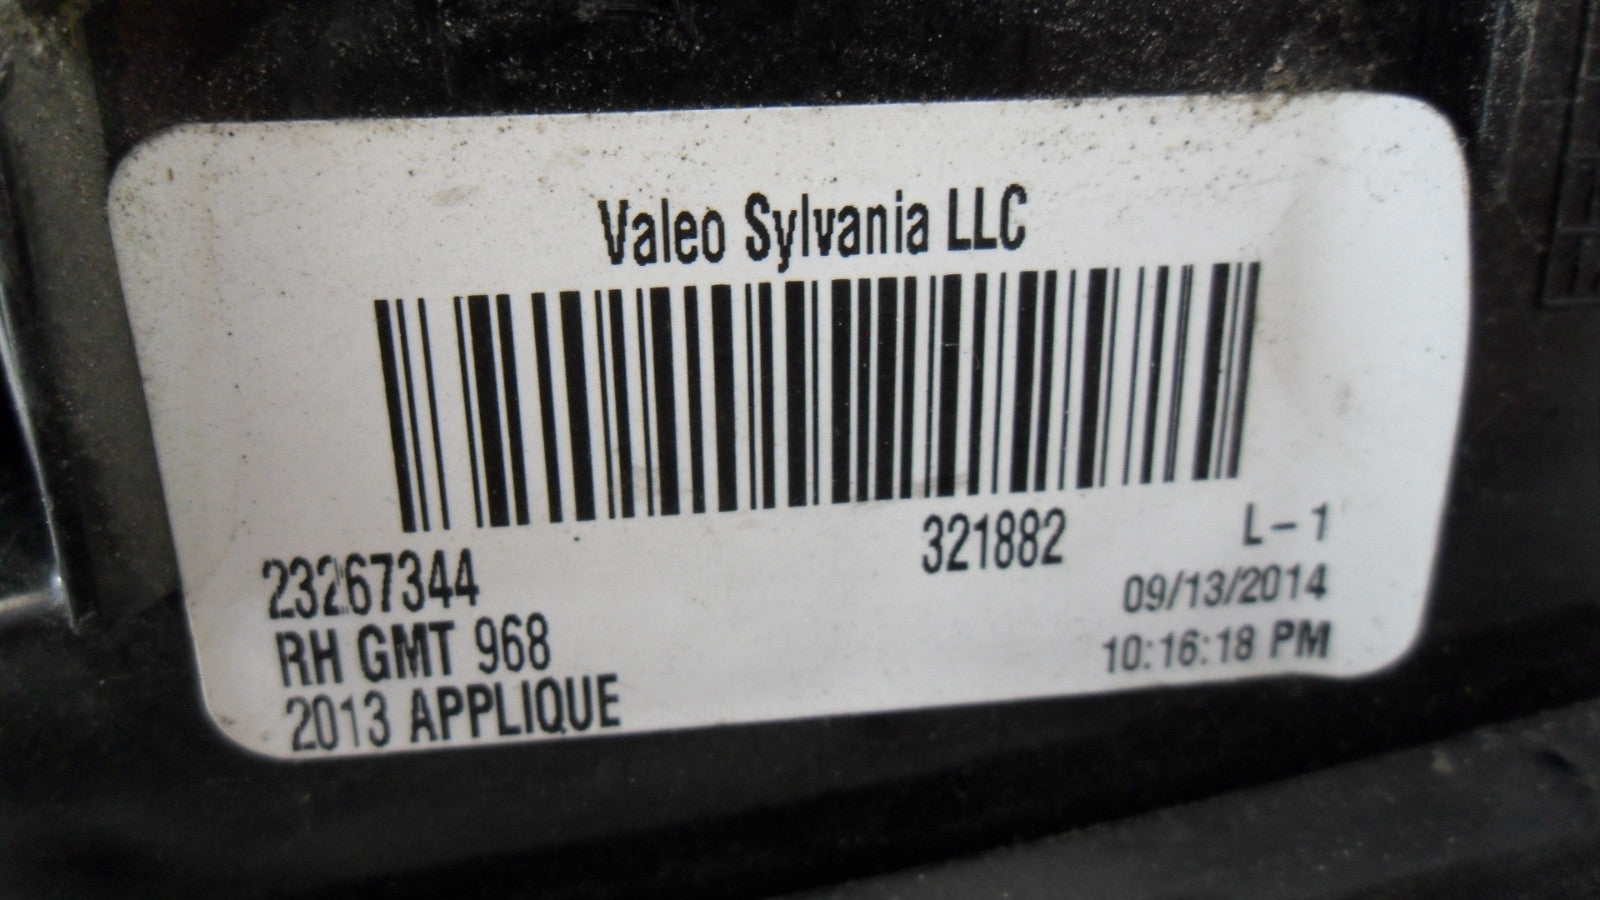 Valeo Sylvania LLC
23267344 321882 L-1
RH GMT 968 09/13/2014
2013 APPLIQUE 10:16:18 PM